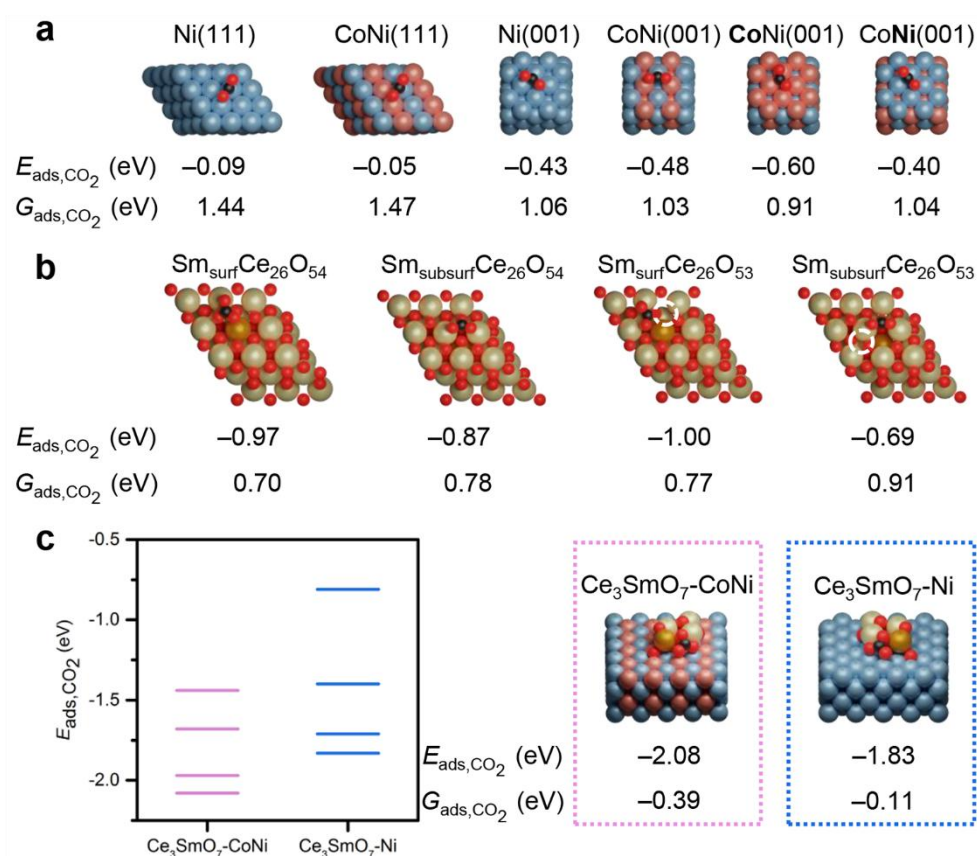 a
Ni(111) CoNi(111) Ni(001) CoNi(001) CoNi(001) CoNi(001)
Eads,CO2 (eV) –0.09 –0.05 –0.43 –0.48 –0.60 –0.40
Gads,CO2 (eV) 1.44 1.47 1.06 1.03 0.91 1.04
b
SmsurfCe26O54 SmsubsurfCe26O54 SmsurfCe26O53 SmsubsurfCe26O53
Eads,CO2 (eV) –0.97 –0.87 –1.00 –0.69
Gads,CO2 (eV) 0.70 0.78 0.77 0.91
c
-0.5
-1.0
-1.5
-2.0
Eads,CO2 (eV)
Ce3SmO7-CoNi Ce3SmO7-Ni
Ce3SmO7-CoNi Ce3SmO7-Ni
Eads,CO2 (eV) –2.08 –1.83
Gads,CO2 (eV) –0.39 –0.11